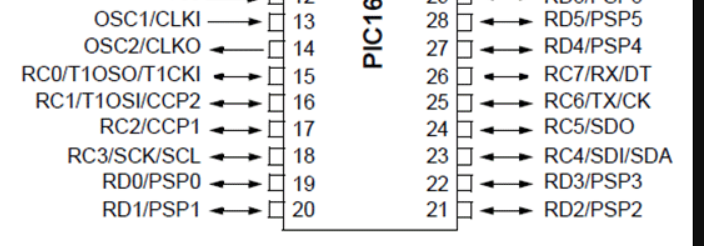 12
OSC1/CLKI 13
OSC2/CLKO 14
RC0/T1OSO/T1CKI 15
RC1/T1OSI/CCP2 16
RC2/CCP1 17
RC3/SCK/SCL 18
RD0/PSP0 19
RD1/PSP1 20
PIC16
28 RD5/PSP5
27 RD4/PSP4
26 RC7/RX/DT
25 RC6/TX/CK
24 RC5/SDO
23 RC4/SDI/SDA
22 RD3/PSP3
21 RD2/PSP2